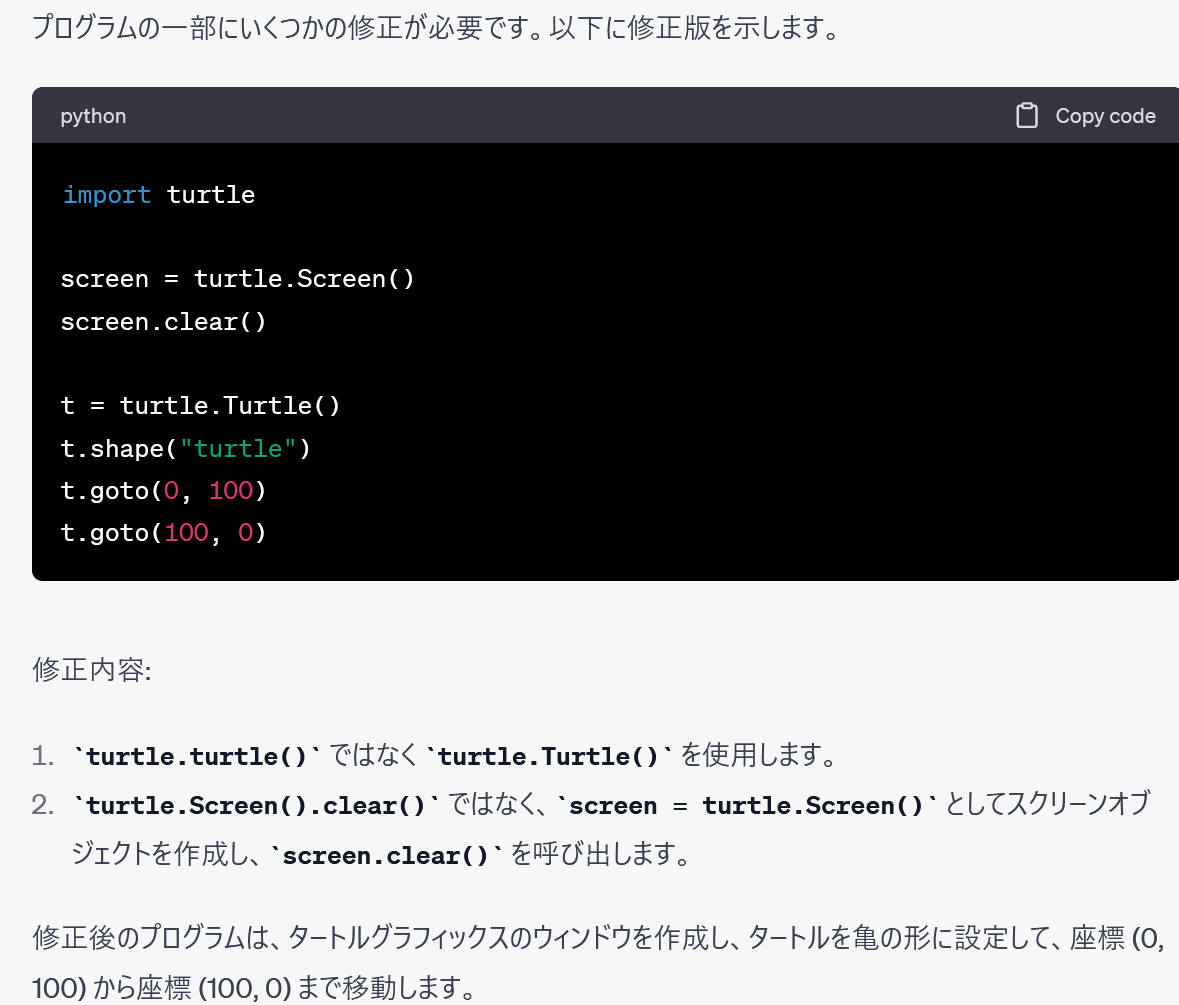 プログラムの一部にいくつかの修正が必要です。以下に修正版を示します。
python
Copy code
import turtle
screen = turtle.Screen()
screen.clear()
t = turtle.Turtle()
t.shape("turtle")
t.goto(0, 100)
t.goto(100, 0)
修正内容:
1. `turtle.turtle()` ではなく `turtle.Turtle()` を使用します。
2. `turtle.Screen().clear()` ではなく、`screen = turtle.Screen()` としてスクリーンオブ
ジェクトを作成し、`screen.clear()` を呼び出します。
修正後のプログラムは、タートルグラフィックスのウィンドウを作成し、タートルを亀の形に設定して、座標 (0,
100) から座標 (100, 0) まで移動します。